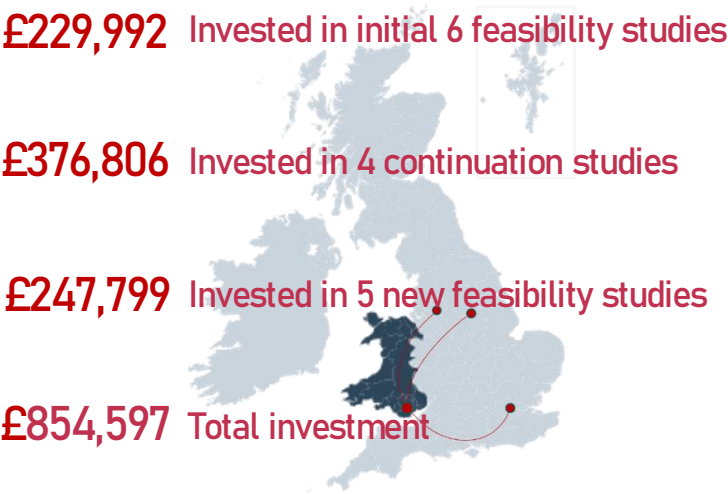 £229,992 Invested in initial 6 feasibility studies
£376,806 Invested in 4 continuation studies
£247,799 Invested in 5 new feasibility studies
£854,597 Total investment